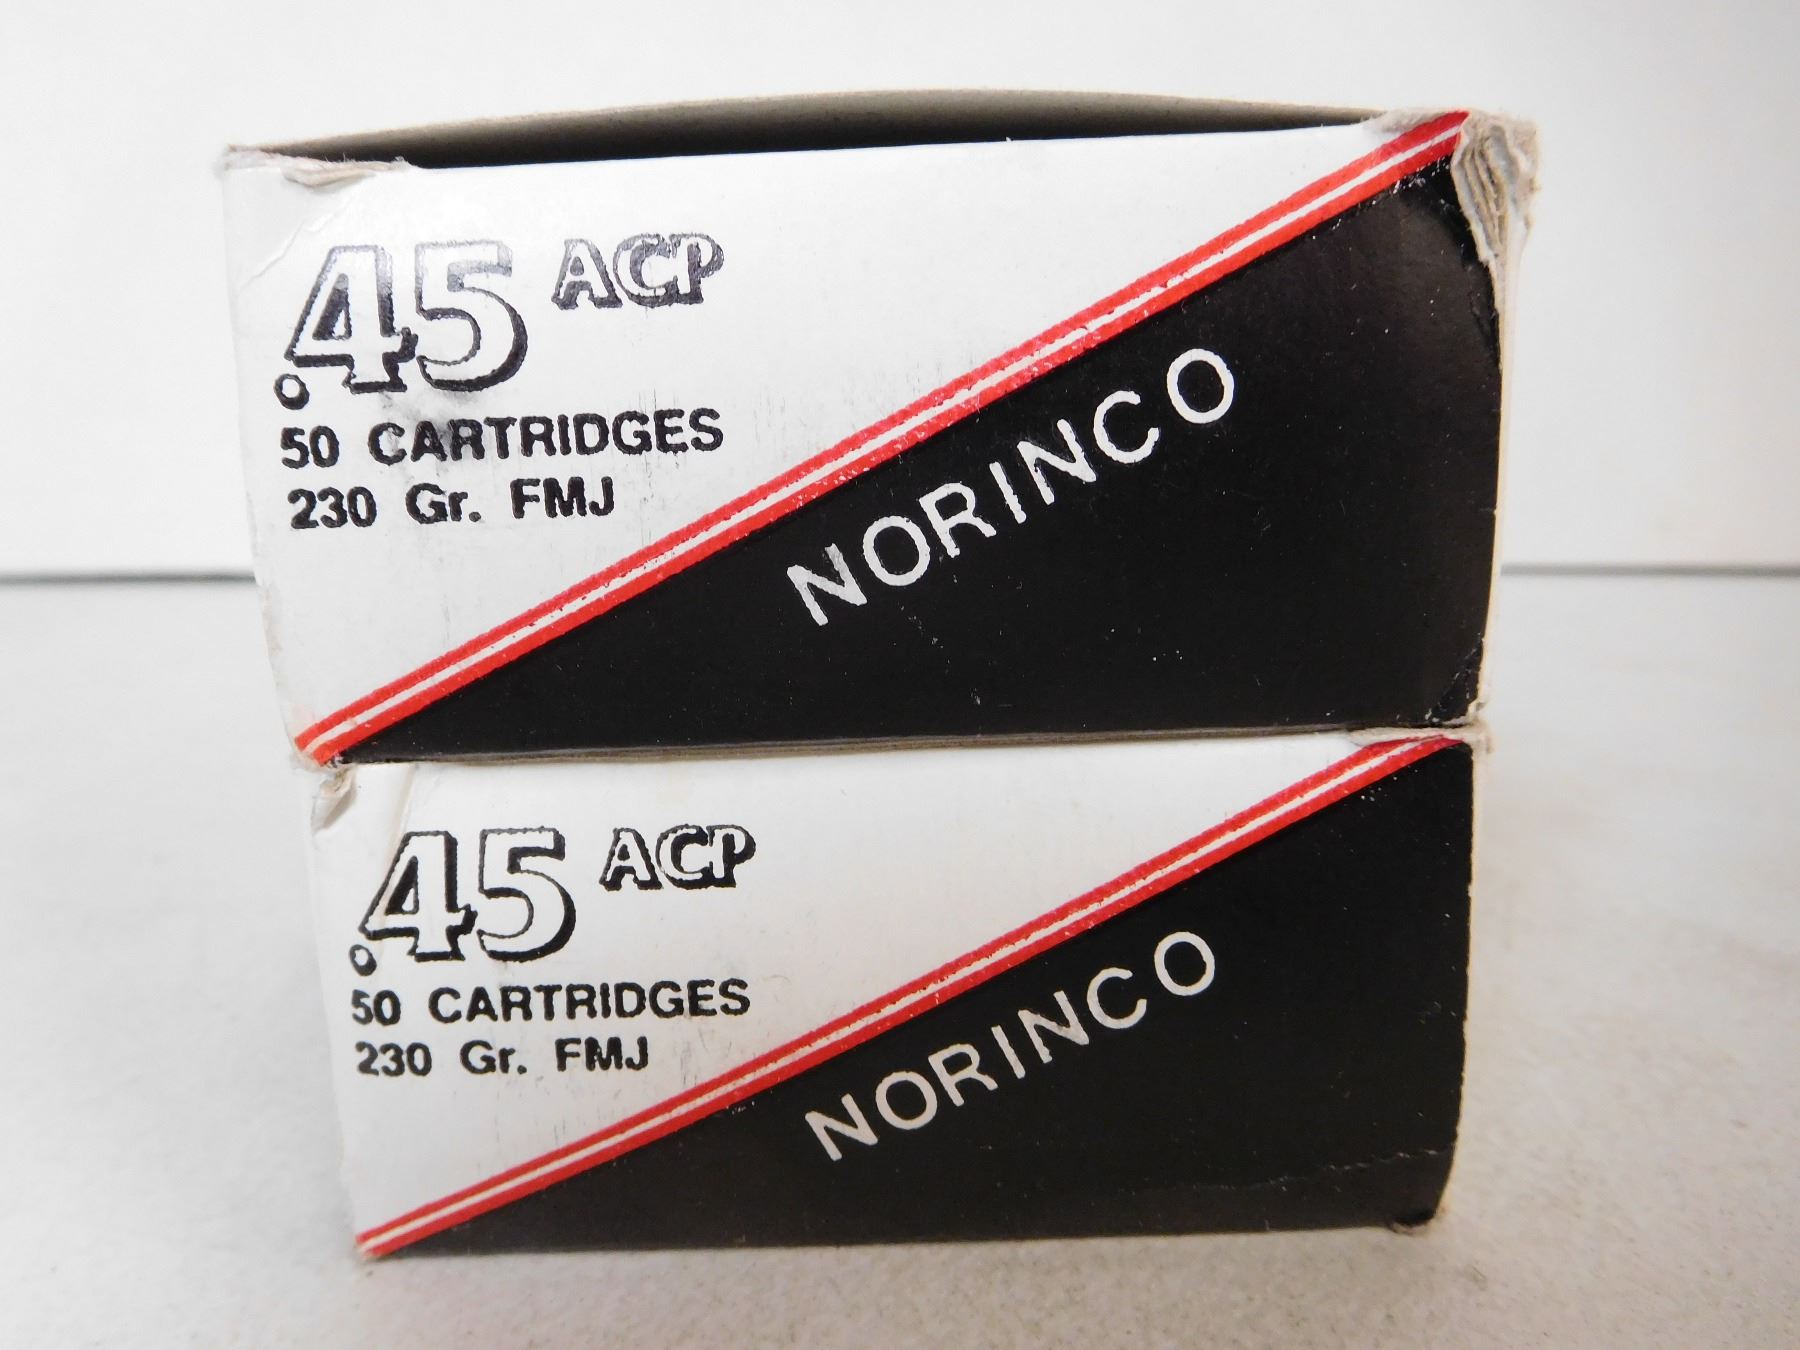 .45 ACP
50 CARTRIDGES
230 Gr. FMJ
NORINCO
.45 ACP
50 CARTRIDGES
230 Gr. FMJ
NORINCO